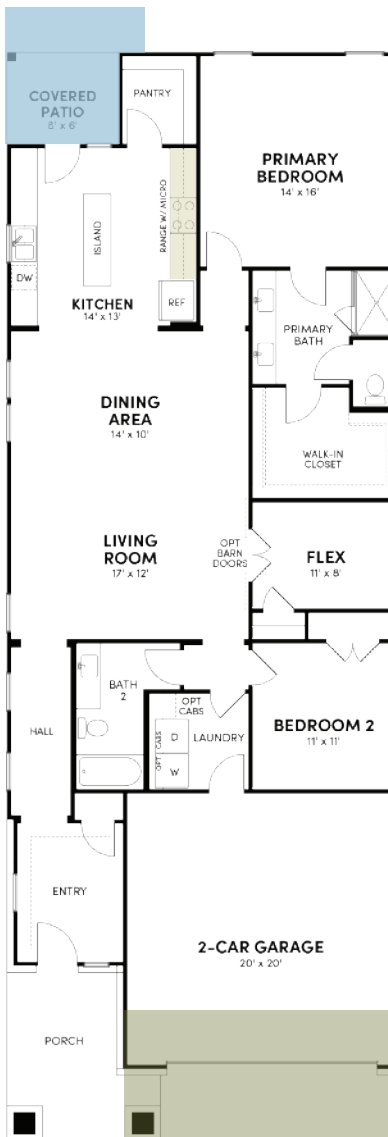 COVERED
PATIO
8' x 6'
PANTRY
PRIMARY
BEDROOM
14' x 16'
ISLAND
RANGE W/ MICRO
DW
KITCHEN
14' x 13'
REF
PRIMARY
BATH
DINING
AREA
14' x 10'
WALK-IN
CLOSET
LIVING
ROOM
17' x 12'
OPT
BARN
DOORS
FLEX
11' x 8'
BATH
2
OPT
CABS
HALL
OPT CABS
D
W
LAUNDRY
BEDROOM 2
11' x 11'
ENTRY
2-CAR GARAGE
20' x 20'
PORCH